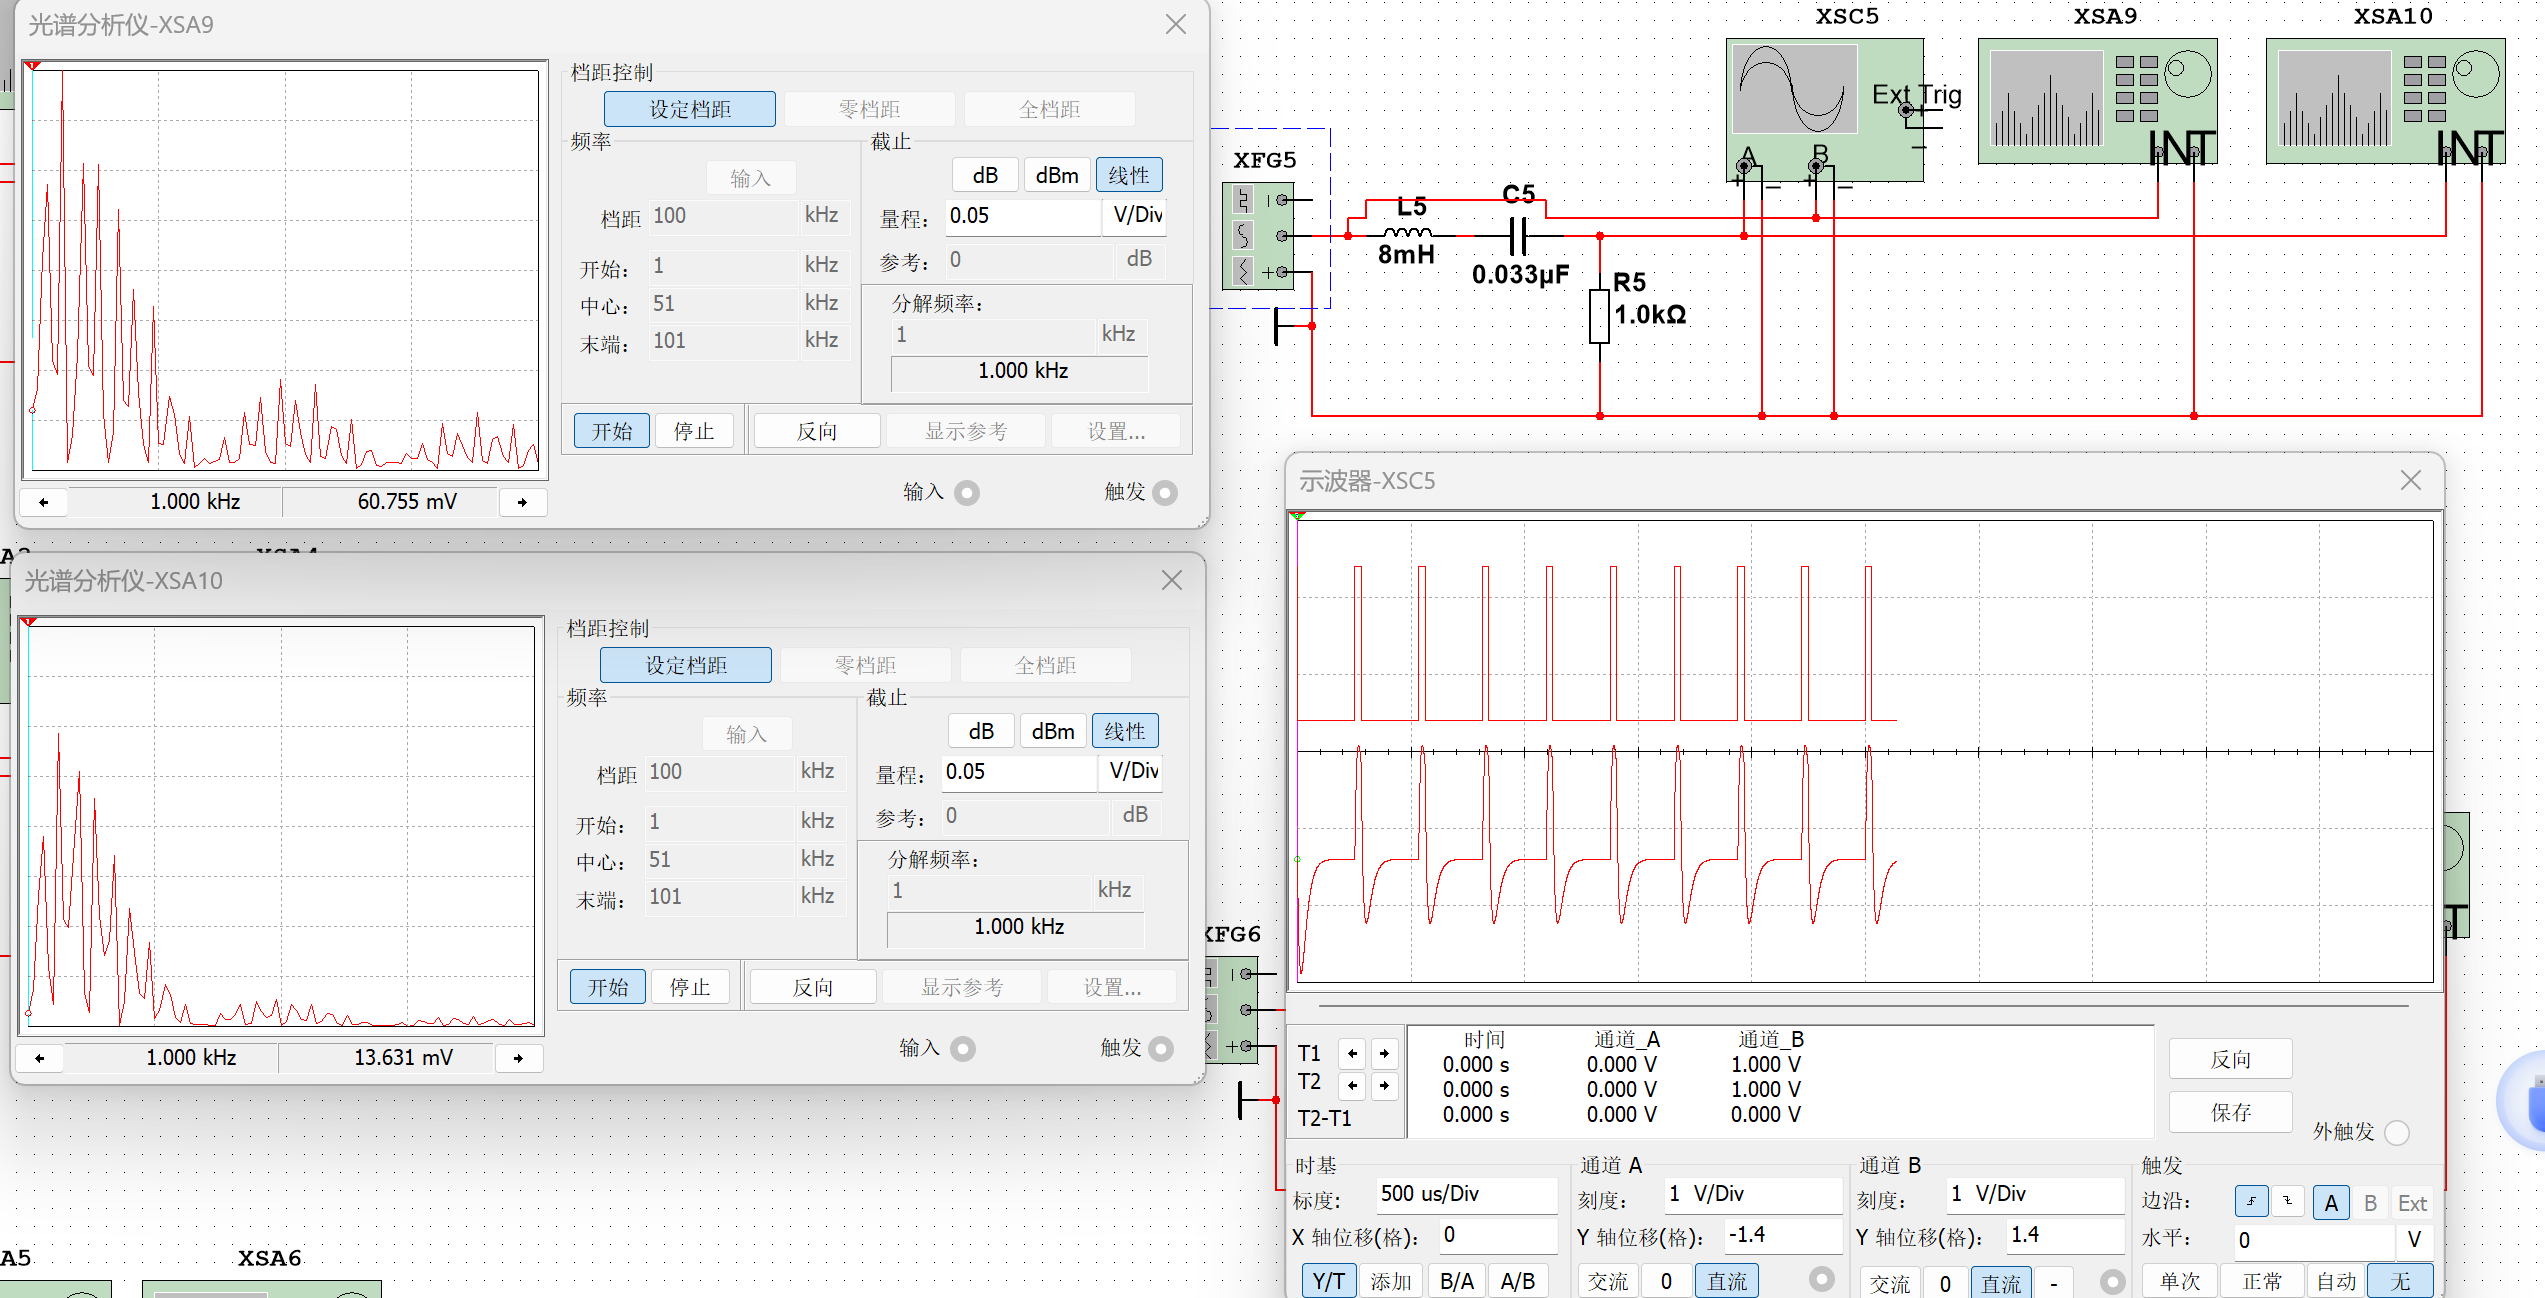 光谱分析仪-XSA9
档距控制
设定档距 零档距 全档距
频率
输入
档距 100 kHz
开始: 1 kHz
中心: 51 kHz
末端: 101 kHz
截止
dB dBm 线性
量程: 0.05 V/Div
参考: 0 dB
分解频率:
1 kHz
1.000 kHz
开始 停止 反向 显示参考 设置...
1.000 kHz 60.755 mV
输入 触发
XSA4
光谱分析仪-XSA10
档距控制
设定档距 零档距 全档距
频率
输入
档距 100 kHz
开始: 1 kHz
中心: 51 kHz
末端: 101 kHz
截止
dB dBm 线性
量程: 0.05 V/Div
参考: 0 dB
分解频率:
1 kHz
1.000 kHz
开始 停止 反向 显示参考 设置...
1.000 kHz 13.631 mV
输入 触发
A5
XSA6
XSC5 XSA9 XSA10
Ext Trig
A B
INT INT
XFG5
L5
8mH
C5
0.033µF
R5
1.0kΩ
XFG6
示波器-XSC5
时间 通道_A 通道_B
T1 0.000 s 0.000 V 1.000 V
T2 0.000 s 0.000 V 1.000 V
T2-T1 0.000 s 0.000 V 0.000 V
反向
保存
外触发
时基
标度: 500 us/Div
X 轴位移(格): 0
Y/T 添加 B/A A/B
通道 A
刻度: 1 V/Div
Y 轴位移(格): -1.4
交流 0 直流
通道 B
刻度: 1 V/Div
Y 轴位移(格): 1.4
交流 0 直流 -
触发
边沿: A B Ext
水平: 0 V
单次 正常 自动 无